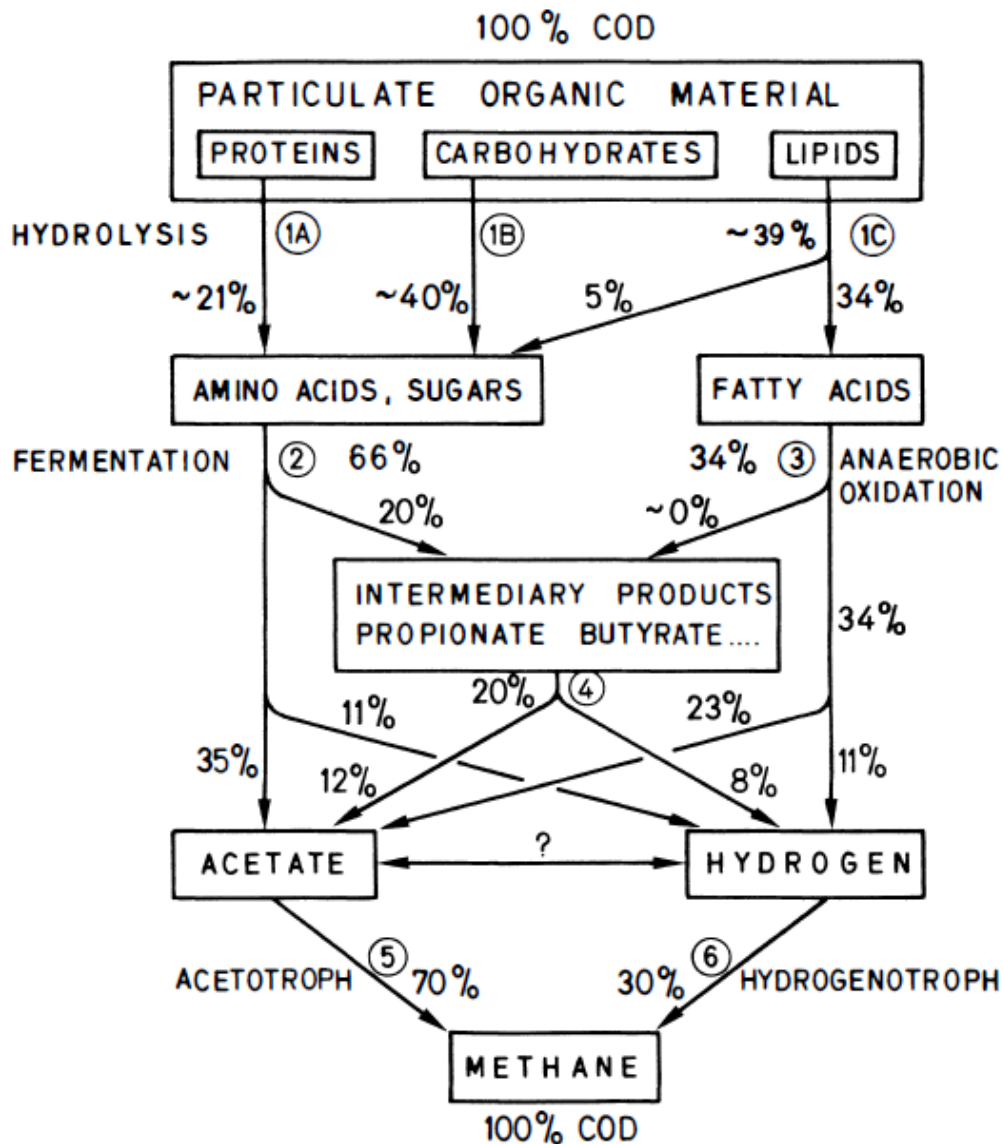 100% COD
PARTICULATE ORGANIC MATERIAL
PROTEINS CARBOHYDRATES LIPIDS
HYDROLYSIS 1A 1B ~39% 1C
~21% ~40% 5% 34%
AMINO ACIDS, SUGARS FATTY ACIDS
FERMENTATION 2 66% 34% 3 ANAEROBIC
OXIDATION
20% ~0%
INTERMEDIARY PRODUCTS
PROPIONATE BUTYRATE....
34%
20% 4
11% 23%
35% 12% 8% 11%
?
ACETATE HYDROGEN
5 6
ACETOTROPH 70% 30% HYDROGENOTROPH
METHANE
100% COD